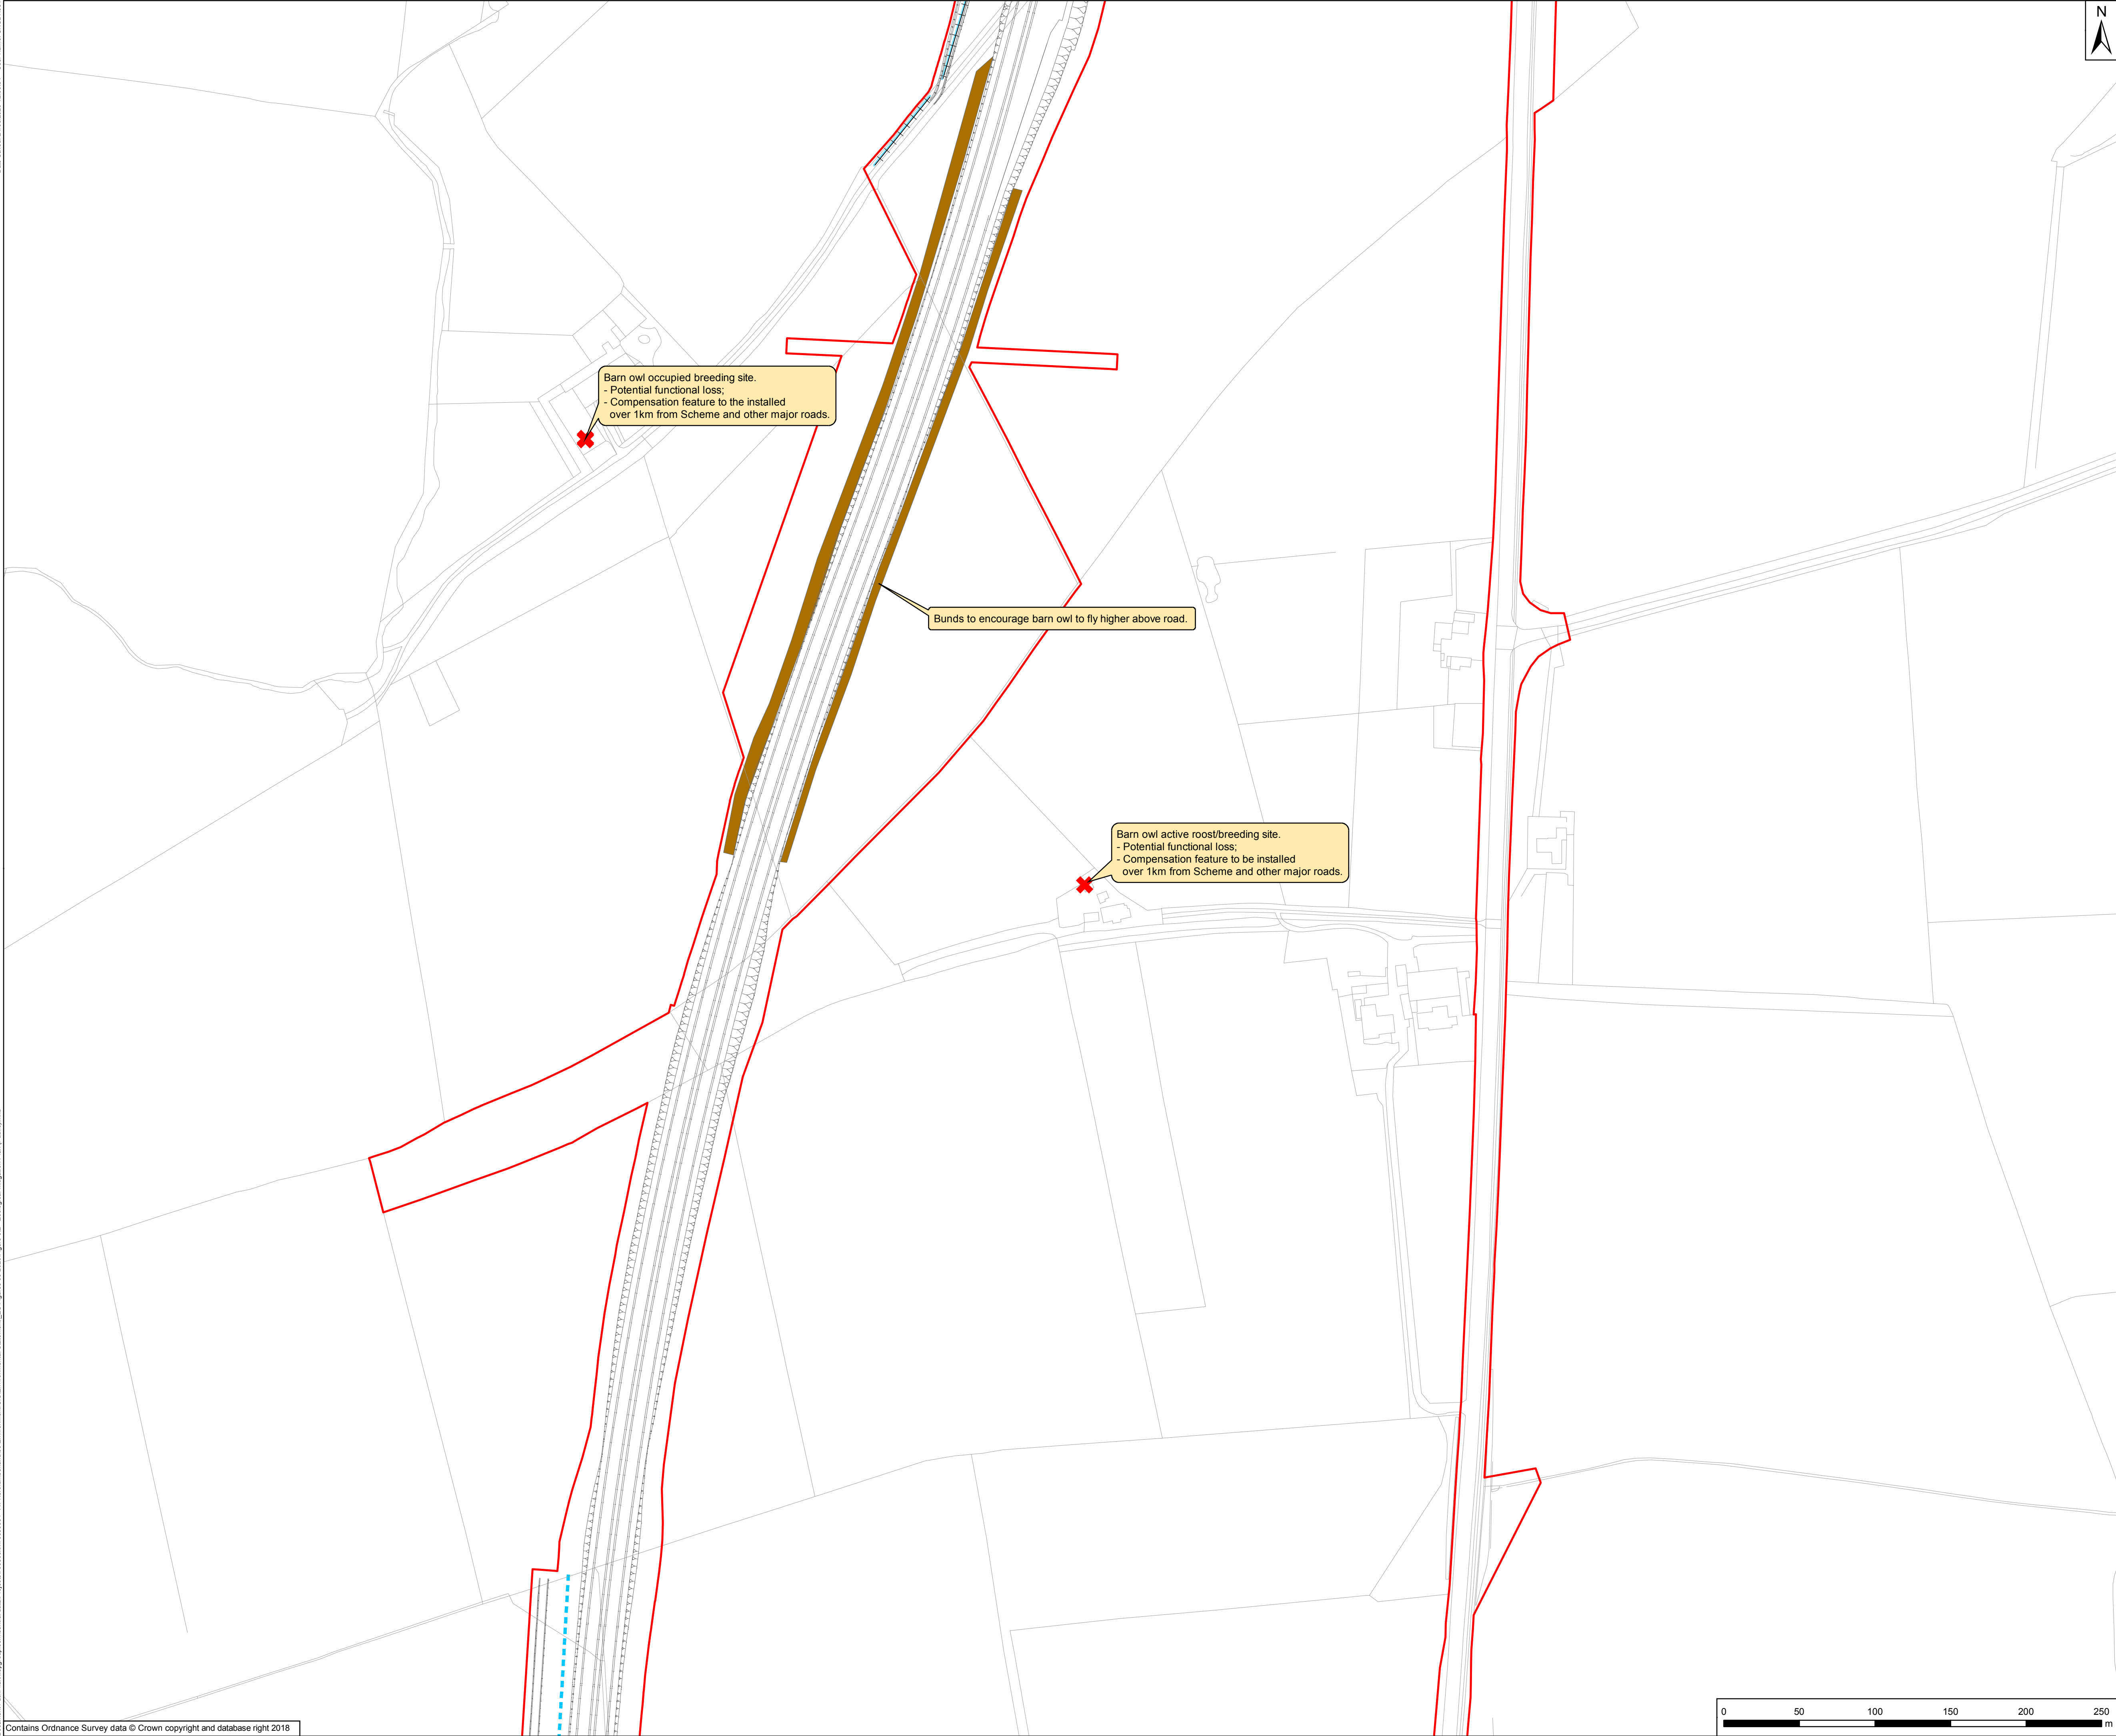 N
Barn owl occupied breeding site.
- Potential functional loss;
- Compensation feature to the installed
over 1km from Scheme and other major roads.
Bunds to encourage barn owl to fly higher above road.
Barn owl active roost/breeding site.
- Potential functional loss;
- Compensation feature to be installed
over 1km from Scheme and other major roads.
0 50 100 150 200 250
m
Contains Ordnance Survey data © Crown copyright and database right 2018